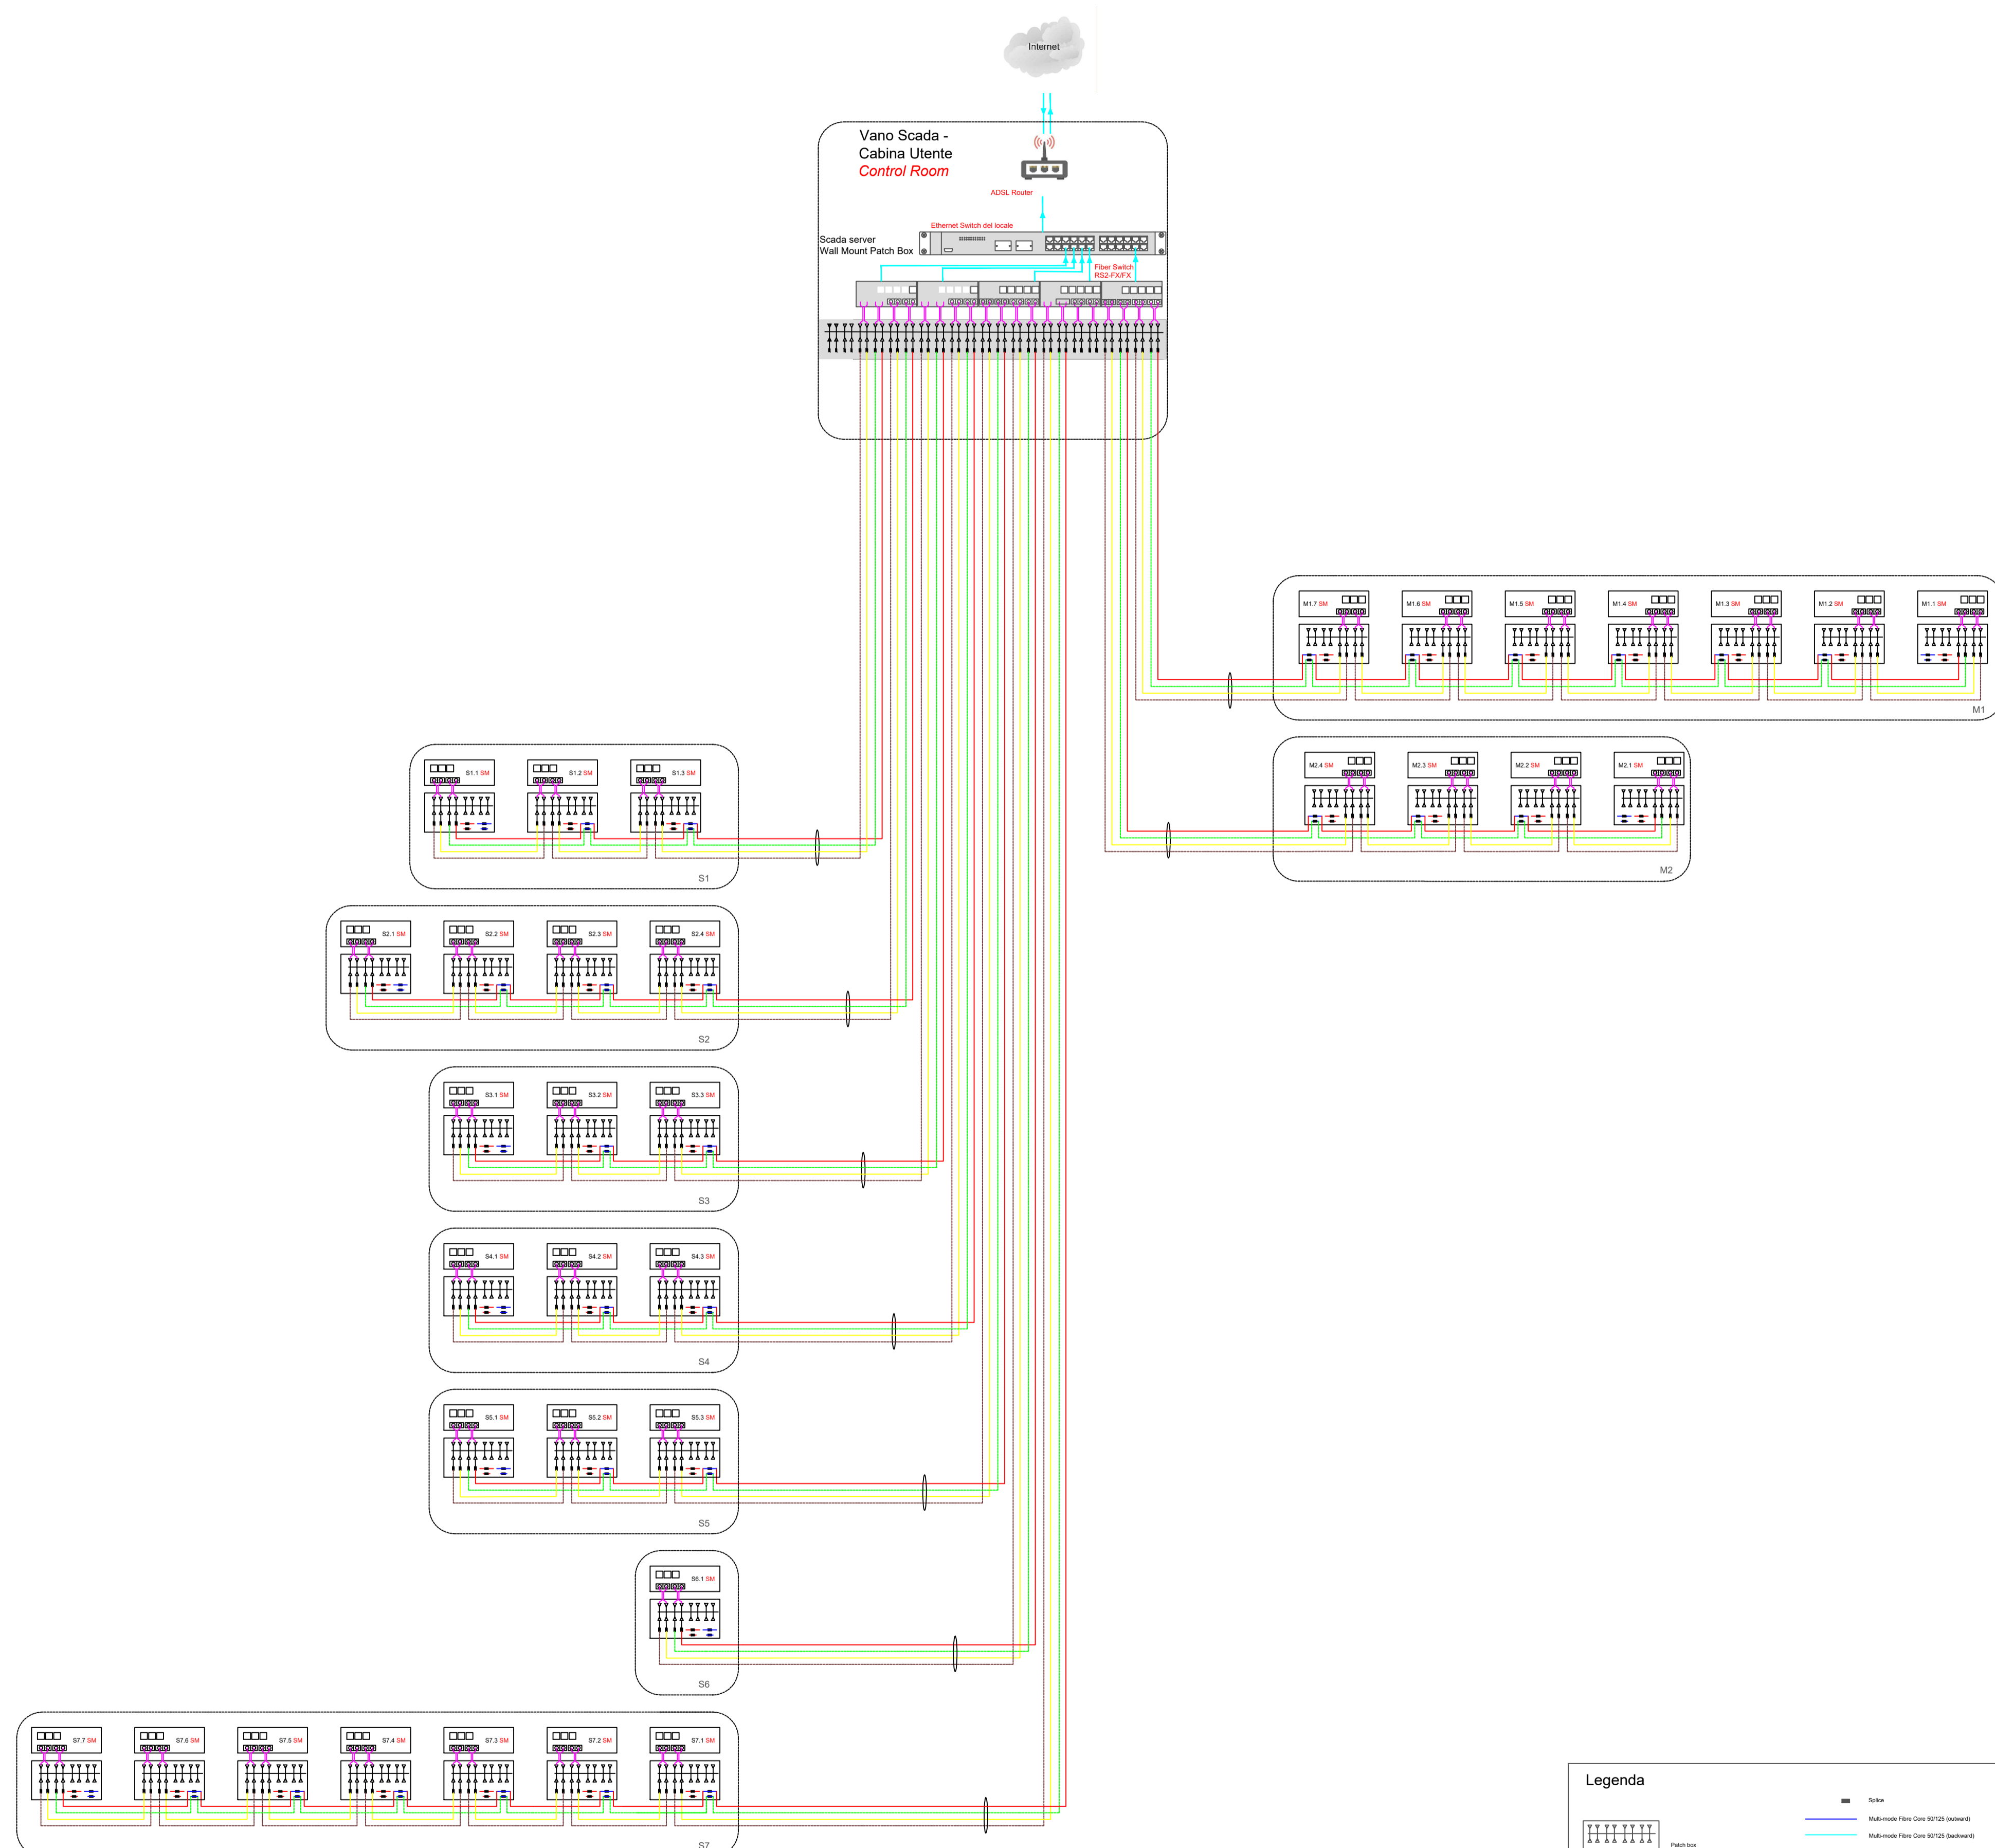 Internet
Vano Scada -
Cabina Utente
Control Room
ADSL Router
Ethernet Switch del locale
Scada server
Wall Mount Patch Box
Fiber Switch
RS2-FX/FX
M1.7 SM
M1.6 SM
M1.5 SM
M1.4 SM
M1.3 SM
M1.2 SM
M1.1 SM
M1
M2.4 SM
M2.3 SM
M2.2 SM
M2.1 SM
M2
S1.1 SM
S1.2 SM
S1.3 SM
S1
S2.1 SM
S2.2 SM
S2.3 SM
S2.4 SM
S2
S3.1 SM
S3.2 SM
S3.3 SM
S3
S4.1 SM
S4.2 SM
S4.3 SM
S4
S5.1 SM
S5.2 SM
S5.3 SM
S5
S6.1 SM
S6
S7.7 SM
S7.6 SM
S7.5 SM
S7.4 SM
S7.3 SM
S7.2 SM
S7.1 SM
S7
Legenda
Splice
Multi-mode Fibre Core 50/125 (outward)
Multi-mode Fibre Core 50/125 (backward)
Patch box